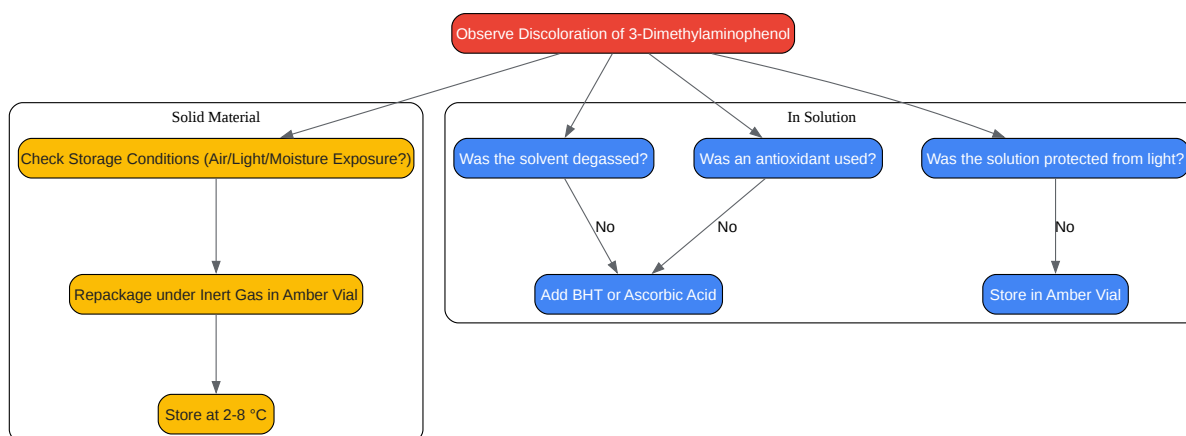 Observe Discoloration of 3-Dimethylaminophenol
Solid Material
In Solution
Check Storage Conditions (Air/Light/Moisture Exposure?)
Was the solvent degassed?
Was an antioxidant used?
Was the solution protected from light?
No
No
No
Repackage under Inert Gas in Amber Vial
Add BHT or Ascorbic Acid
Store in Amber Vial
Store at 2-8 °C